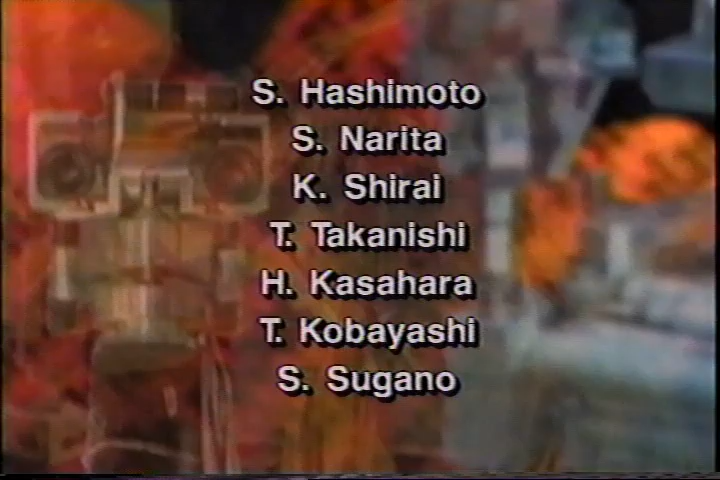 S. Hashimoto
S. Narita
K. Shirai
T. Takanishi
H. Kasahara
T. Kobayashi
S. Sugano